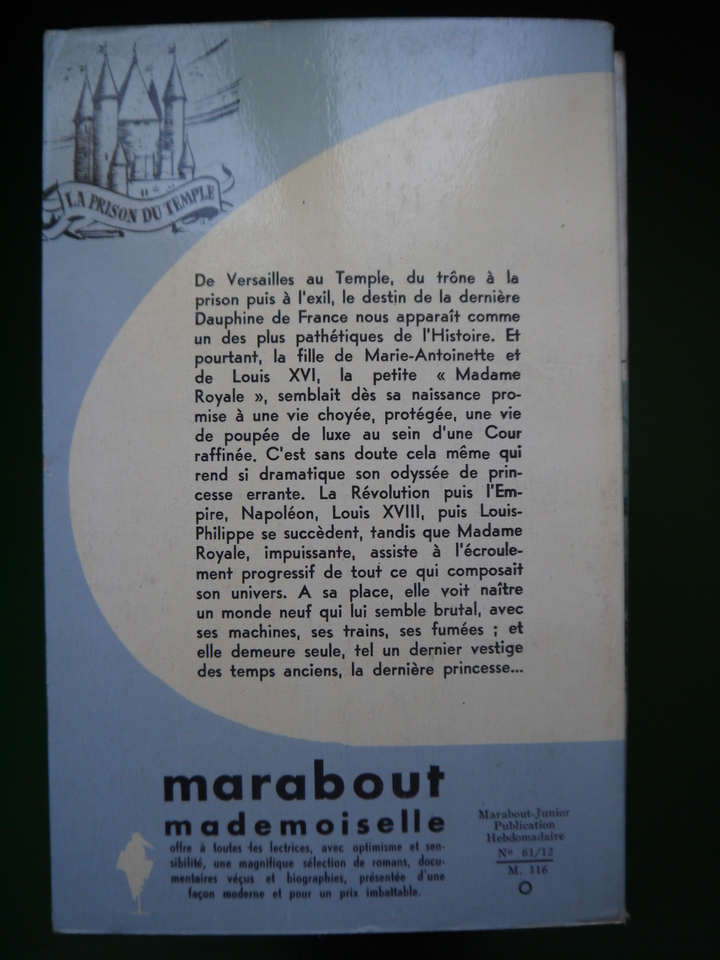 LA PRISON DU TEMPLE
De Versailles au Temple, du trône à la
prison puis à l'exil, le destin de la dernière
Dauphine de France nous apparaît comme
un des plus pathétiques de l'Histoire. Et
pourtant, la fille de Marie-Antoinette et
de Louis XVI, la petite « Madame
Royale », semblait dès sa naissance pro-
mise à une vie choyée, protégée, une vie
de poupée de luxe au sein d'une Cour
raffinée. C'est sans doute cela même qui
rend si dramatique son odyssée de prin-
cesse errante. La Révolution puis l'Em-
pire, Napoléon, Louis XVIII, puis Louis-
Philippe se succèdent, tandis que Madame
Royale, impuissante, assiste à l'écroule-
ment progressif de tout ce qui composait
son univers. A sa place, elle voit naître
un monde neuf qui lui semble brutal, avec
ses machines, ses trains, ses fumées ; et
elle demeure seule, tel un dernier vestige
des temps anciens, la dernière princesse...
marabout
mademoiselle
offre à toutes les lectrices, avec optimisme et sen-
sibilité, une magnifique sélection de romans, docu-
mentaires vécus et biographies, présentée d'une
façon moderne et pour un prix imbattable.
Marabout-Junior
Publication
Hebdomadaire
Nº 61/12
M. 116